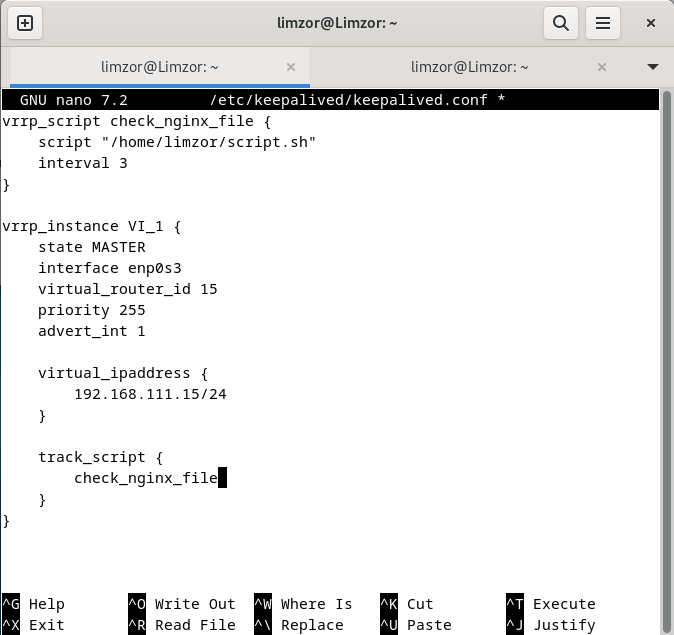 limzor@Limzor: ~
limzor@Limzor: ~ limzor@Limzor: ~
GNU nano 7.2 /etc/keepalived/keepalived.conf *
vrrp_script check_nginx_file {
    script "/home/limzor/script.sh"
    interval 3
}

vrrp_instance VI_1 {
    state MASTER
    interface enp0s3
    virtual_router_id 15
    priority 255
    advert_int 1

    virtual_ipaddress {
        192.168.111.15/24
    }

    track_script {
        check_nginx_file
    }
}

^G Help ^O Write Out ^W Where Is ^K Cut ^T Execute
^X Exit ^R Read File ^\ Replace ^U Paste ^J Justify